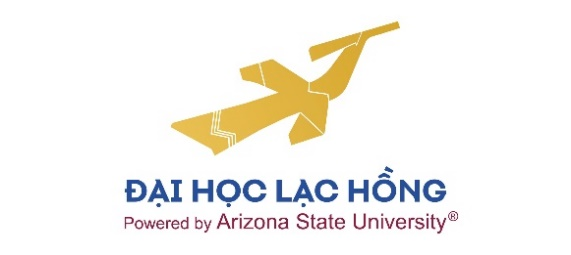 ĐẠI HỌC LẠC HỒNG
Powered by Arizona State University®